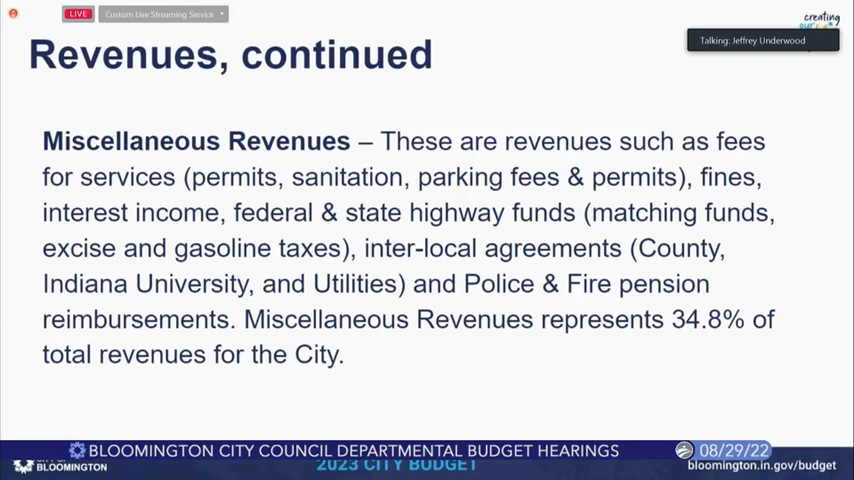 LIVE
Custom Live Streaming Service
creating
Talking: Jeffrey Underwood
Revenues, continued
Miscellaneous Revenues – These are revenues such as fees
for services (permits, sanitation, parking fees & permits), fines,
interest income, federal & state highway funds (matching funds,
excise and gasoline taxes), inter-local agreements (County,
Indiana University, and Utilities) and Police & Fire pension
reimbursements. Miscellaneous Revenues represents 34.8% of
total revenues for the City.
BLOOMINGTON CITY COUNCIL DEPARTMENTAL BUDGET HEARINGS
08/29/22
BLOOMINGTON
2023 CITY BUDGET
bloomington.in.gov/budget